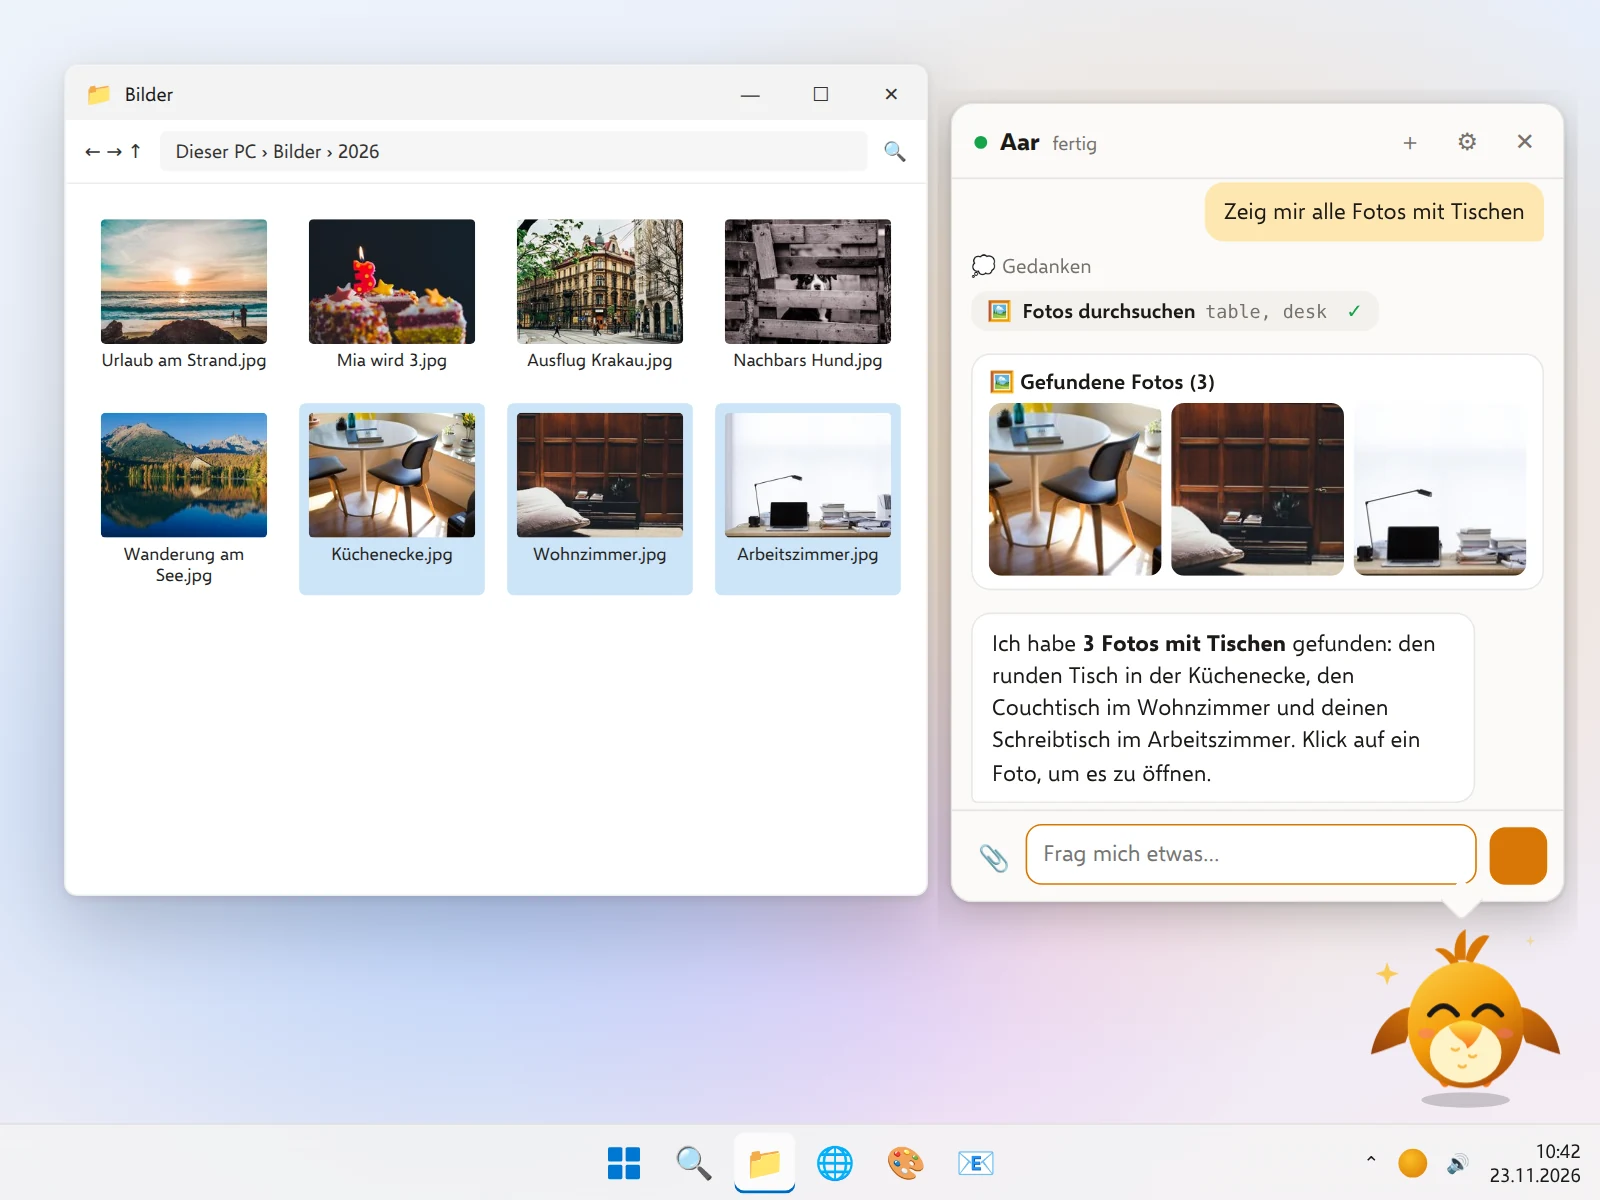 Bilder
Dieser PC › Bilder › 2026
Urlaub am Strand.jpg
Mia wird 3.jpg
Ausflug Krakau.jpg
Nachbars Hund.jpg
Wanderung am
See.jpg
Küchenecke.jpg
Wohnzimmer.jpg
Arbeitszimmer.jpg
Aar fertig
Zeig mir alle Fotos mit Tischen
Gedanken
Fotos durchsuchen table, desk ✓
Gefundene Fotos (3)
Ich habe 3 Fotos mit Tischen gefunden: den
runden Tisch in der Küchenecke, den
Couchtisch im Wohnzimmer und deinen
Schreibtisch im Arbeitszimmer. Klick auf ein
Foto, um es zu öffnen.
Frag mich etwas...
10:42
23.11.2026